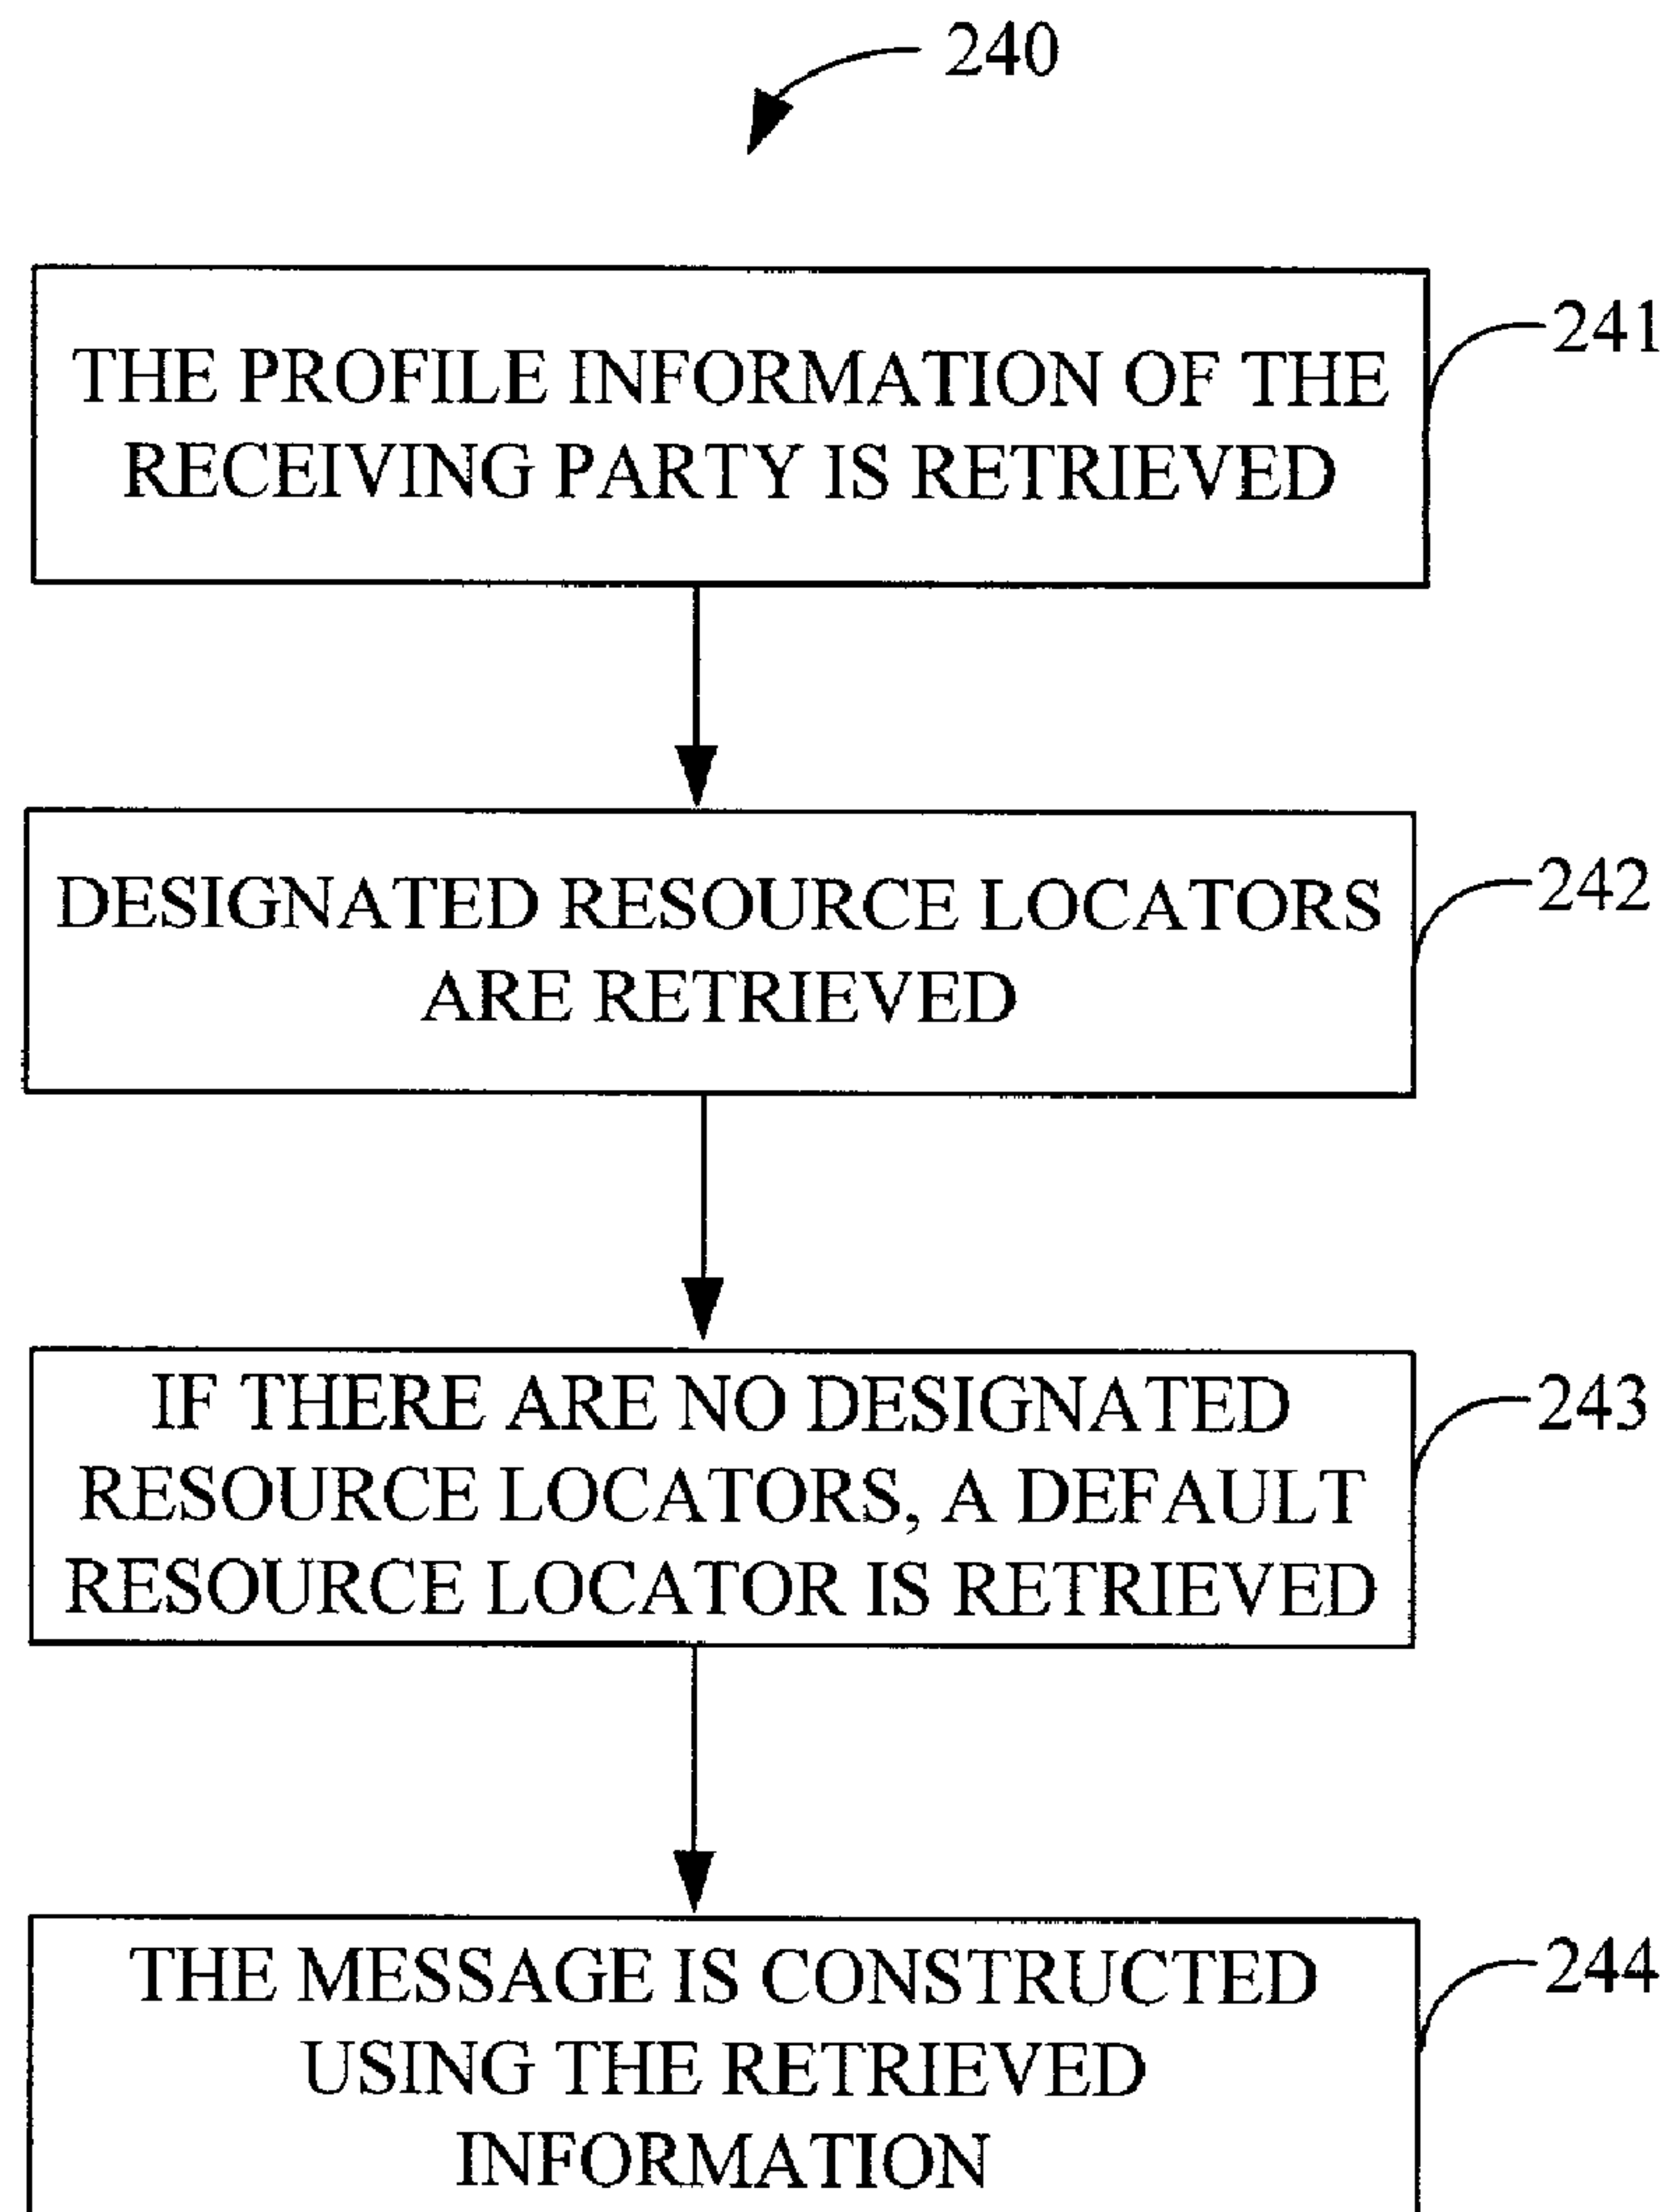 240
THE PROFILE INFORMATION OF THE
RECEIVING PARTY IS RETRIEVED
241
DESIGNATED RESOURCE LOCATORS
ARE RETRIEVED
242
IF THERE ARE NO DESIGNATED
RESOURCE LOCATORS, A DEFAULT
RESOURCE LOCATOR IS RETRIEVED
243
THE MESSAGE IS CONSTRUCTED
USING THE RETRIEVED
INFORMATION
244